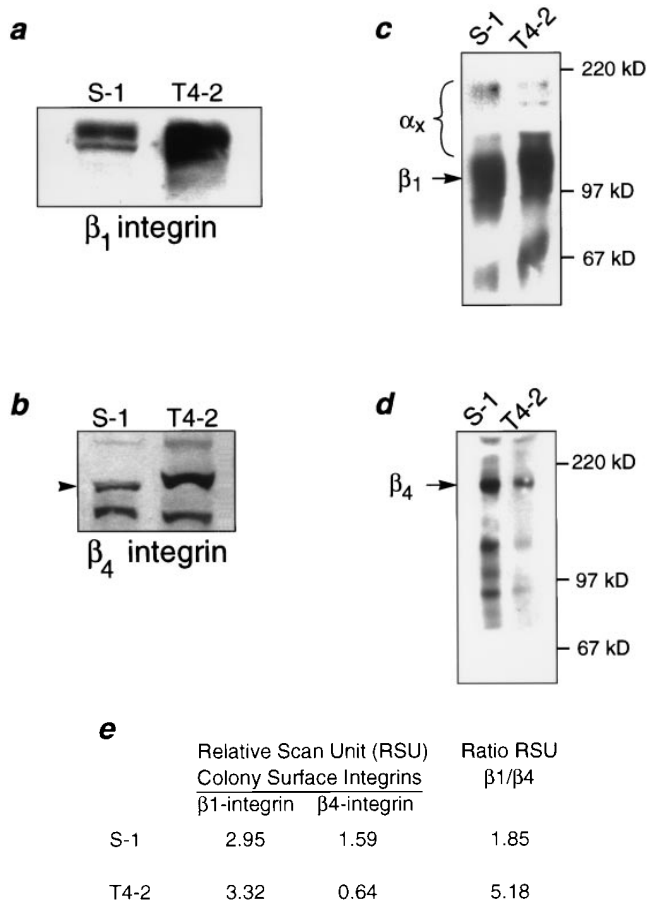 a
S-1 T4-2
β1 integrin
c
S-1 T4-2
αx
β1
220 kD
97 kD
67 kD
b
S-1 T4-2
β4 integrin
d
S-1 T4-2
β4
220 kD
97 kD
67 kD
e
Relative Scan Unit (RSU) Ratio RSU
Colony Surface Integrins β1/β4
β1-integrin β4-integrin
S-1 2.95 1.59 1.85
T4-2 3.32 0.64 5.18